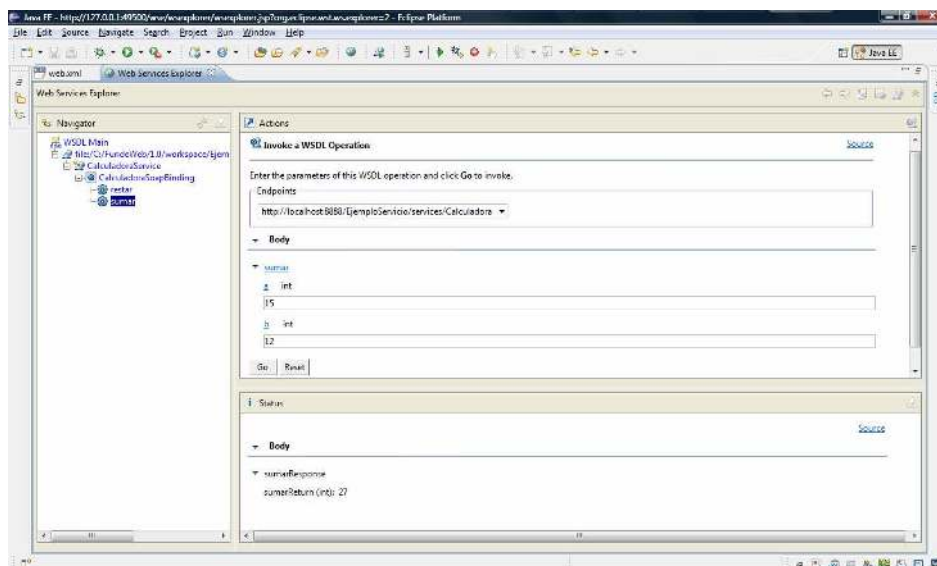 Java EE - http://127.0.0.1:49500/wse/wsexplorer/wsexplorer.jsp?org.eclipse.wst.ws.explorer=2 - Eclipse Platform
File Edit Source Navigate Search Project Run Window Help
Java EE
web.xml
Web Services Explorer
Web Services Explorer
Navigator
WSDL Main
file:/C:/FundeWeb/1.0/workspace/Ejem
CalculadoraService
CalculadoraSoapBinding
restar
sumar
Actions
Invoke a WSDL Operation
Source
Enter the parameters of this WSDL operation and click Go to invoke.
Endpoints
http://localhost:8888/EjemploServicio/services/Calculadora
Body
sumar
a int
15
b int
12
Go Reset
Status
Source
Body
sumarResponse
sumarReturn (int): 27